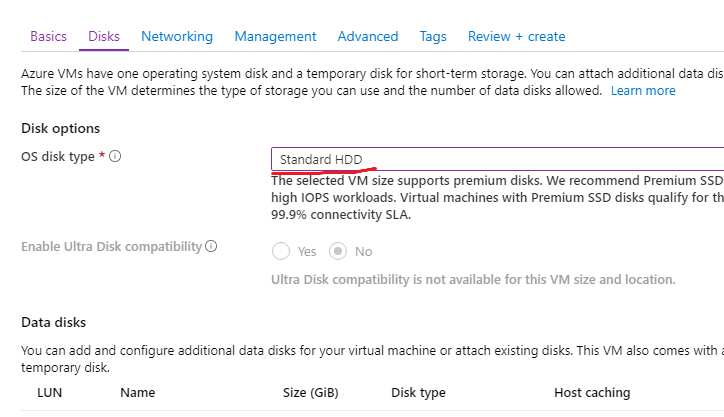 Basics Disks Networking Management Advanced Tags Review + create
Azure VMs have one operating system disk and a temporary disk for short-term storage. You can attach additional data dis
The size of the VM determines the type of storage you can use and the number of data disks allowed. Learn more
Disk options
OS disk type *
Standard HDD
The selected VM size supports premium disks. We recommend Premium SSD
high IOPS workloads. Virtual machines with Premium SSD disks qualify for th
99.9% connectivity SLA.
Enable Ultra Disk compatibility
Yes No
Ultra Disk compatibility is not available for this VM size and location.
Data disks
You can add and configure additional data disks for your virtual machine or attach existing disks. This VM also comes with a
temporary disk.
LUN Name Size (GiB) Disk type Host caching